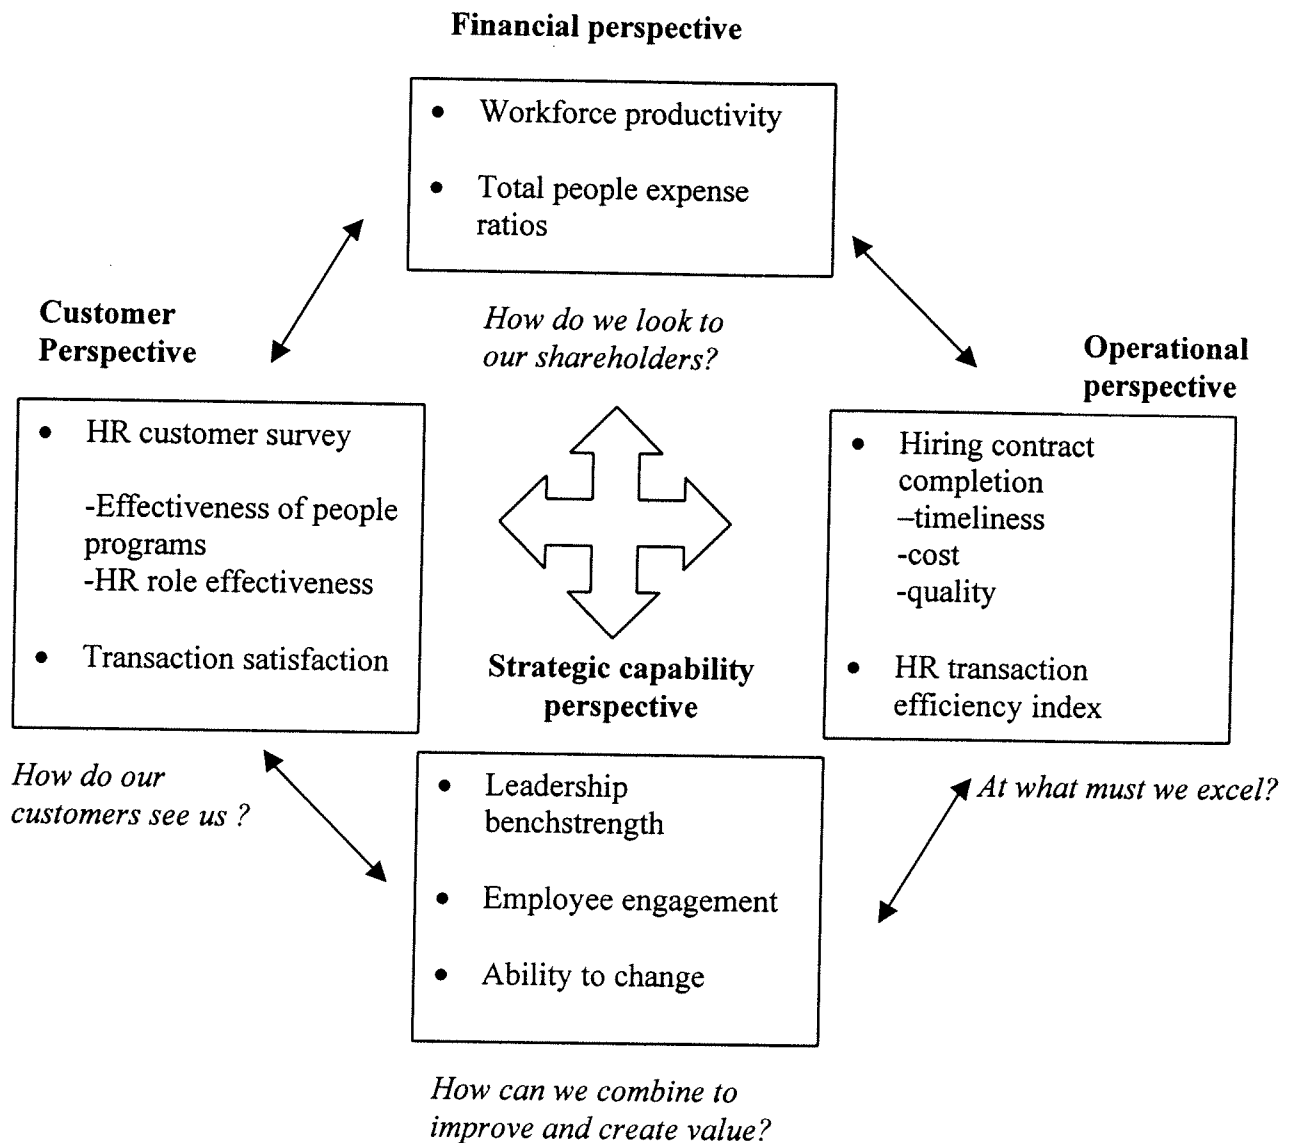 Financial perspective
• Workforce productivity
• Total people expense
ratios
How do we look to
our shareholders?
Customer
Perspective
• HR customer survey
-Effectiveness of people
programs
-HR role effectiveness
• Transaction satisfaction
How do our
customers see us ?
Operational
perspective
• Hiring contract
completion
–timeliness
-cost
-quality
• HR transaction
efficiency index
At what must we excel?
Strategic capability
perspective
• Leadership
benchstrength
• Employee engagement
• Ability to change
How can we combine to
improve and create value?